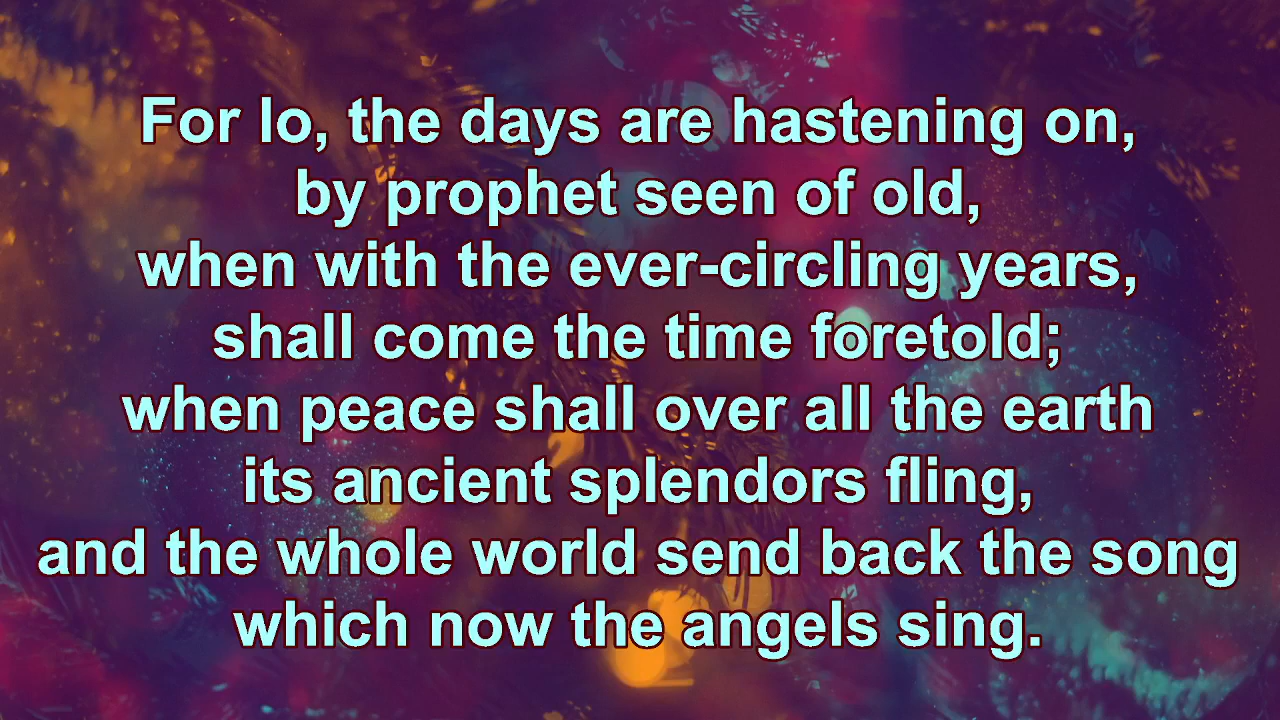 For lo, the days are hastening on,
by prophet seen of old,
when with the ever-circling years,
shall come the time foretold;
when peace shall over all the earth
its ancient splendors fling,
and the whole world send back the song
which now the angels sing.